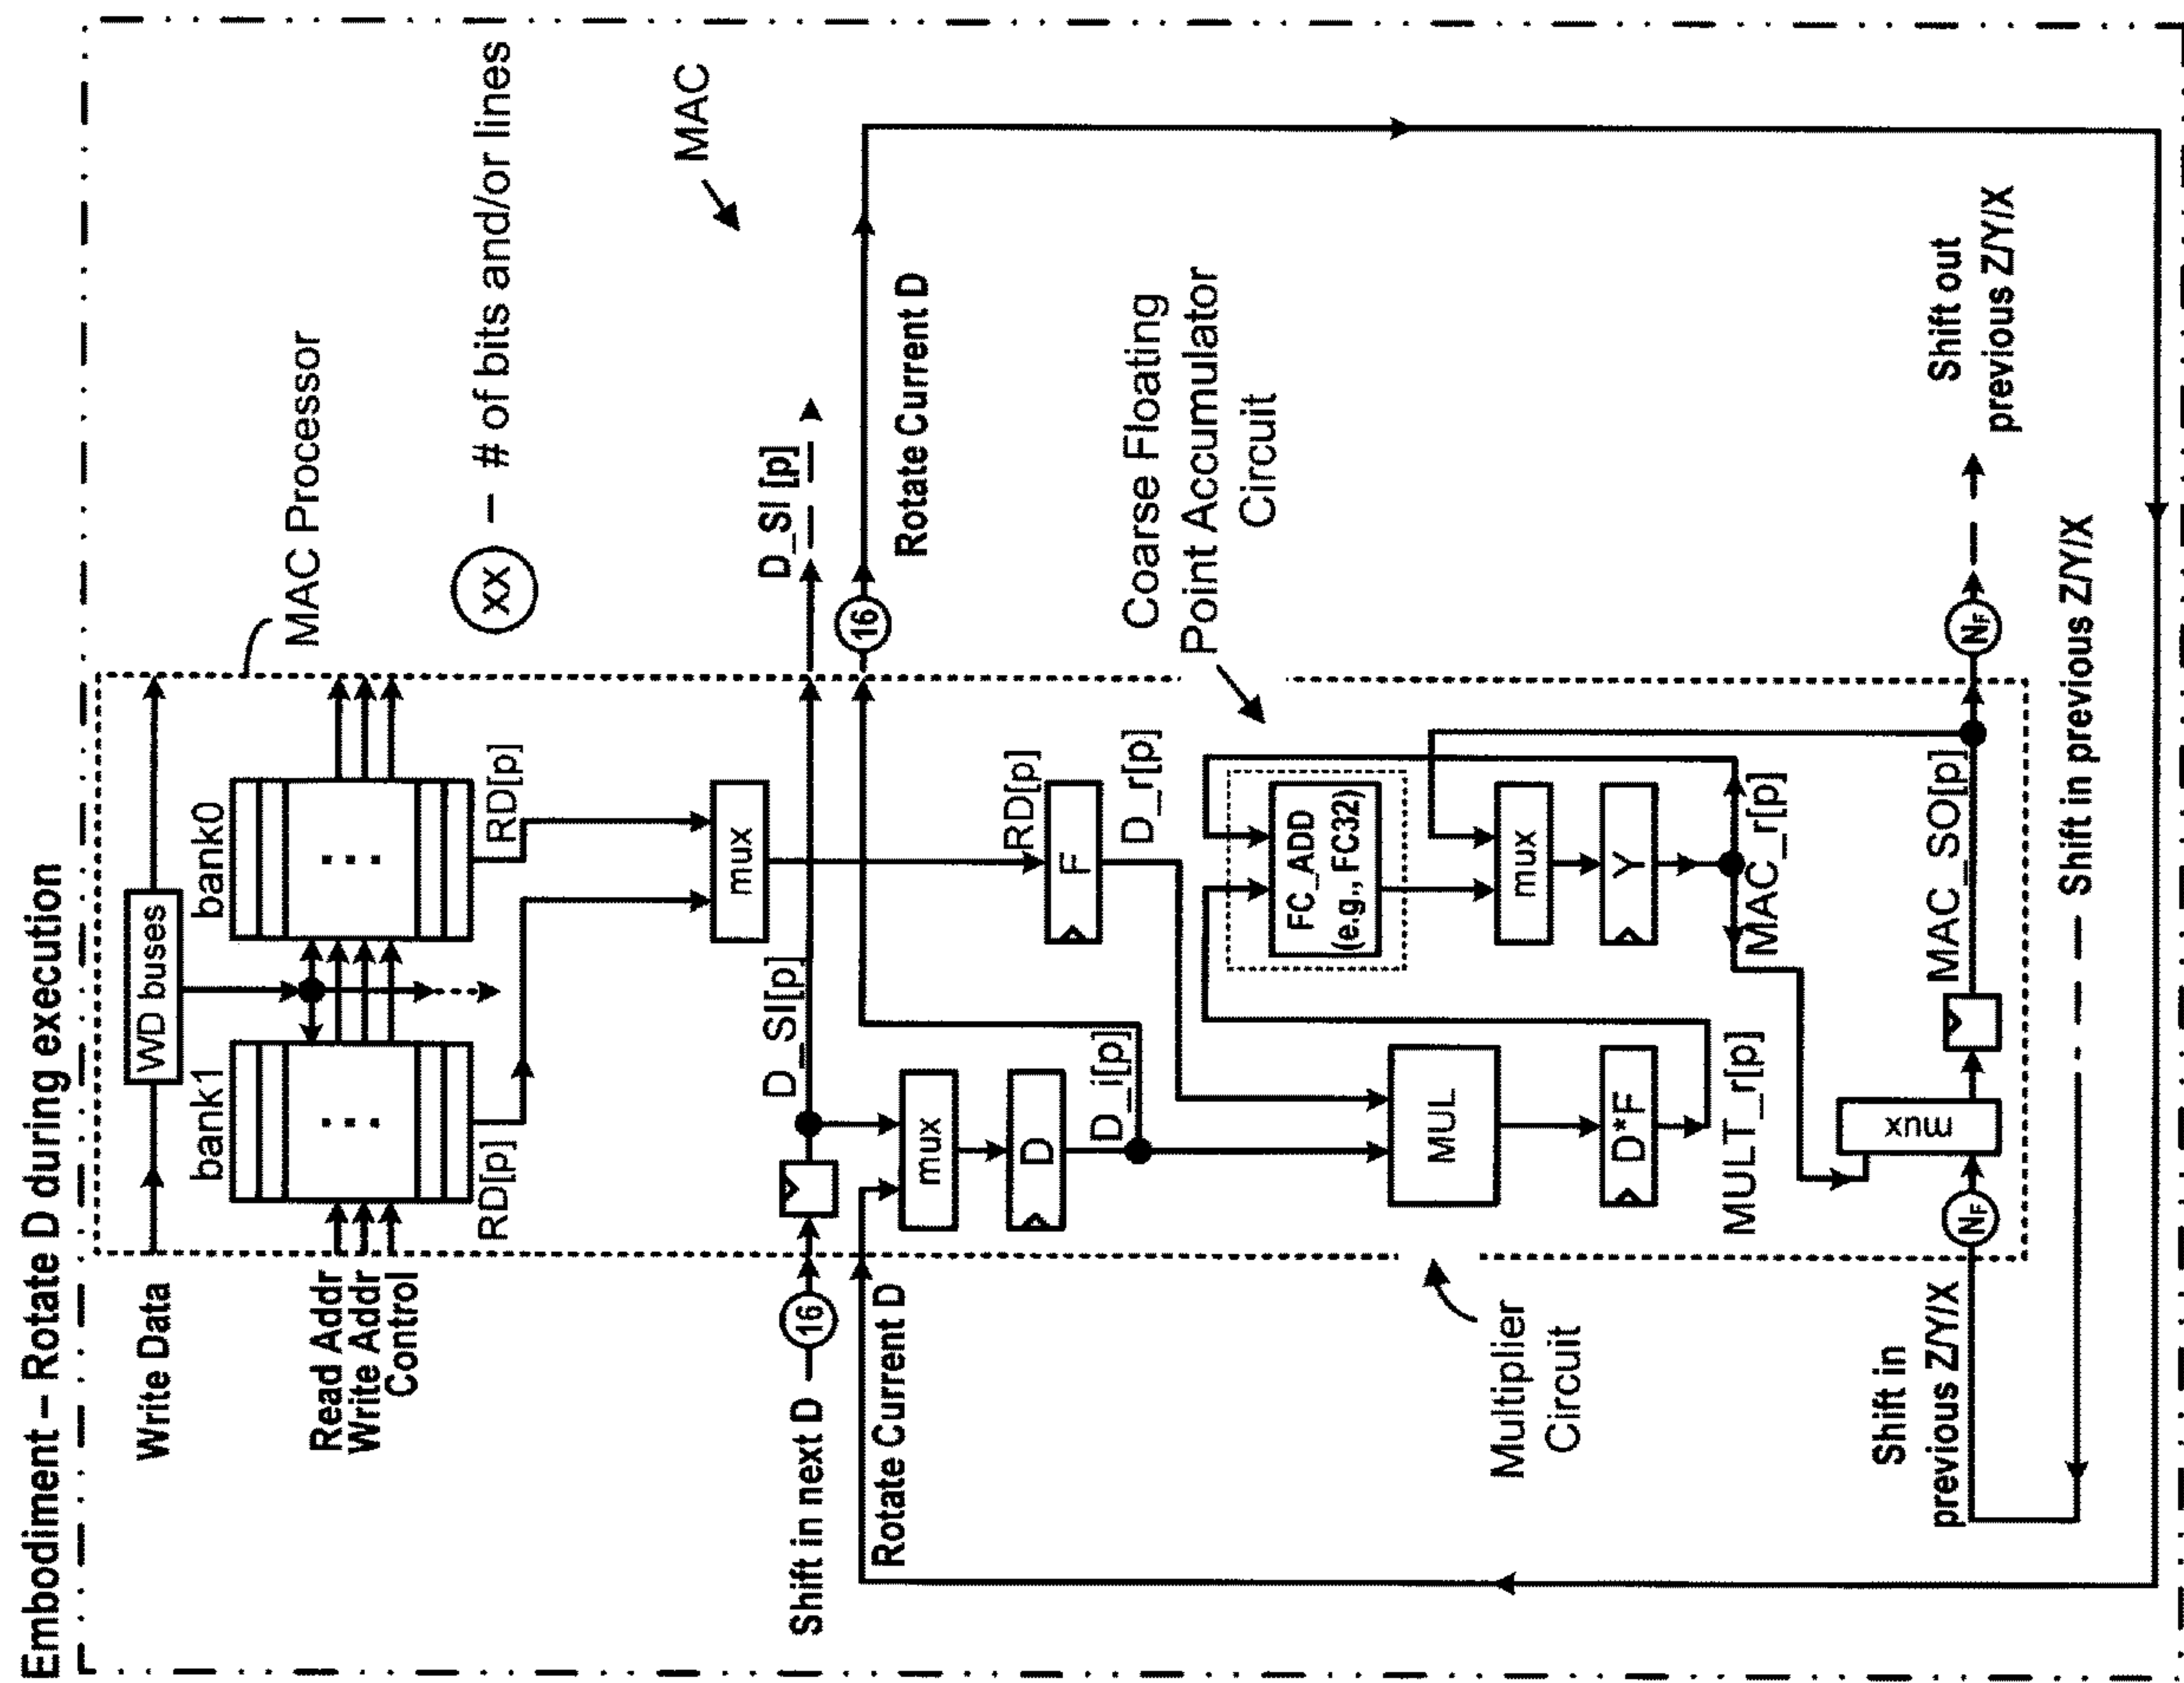 Embodiment – Rotate D during execution
Write Data
WD buses
MAC Processor
bank1
bank0
Read Addr
Write Addr
Control
RD[p]
RD[p]
xx – # of bits and/or lines
mux
MAC
Shift in next D
16
D_SI[p]
D_SI[p]
Rotate Current D
16
Rotate Current D
mux
D
D_i[p]
RD[p]
F
D_r[p]
Coarse Floating
Point Accumulator
Circuit
Multiplier
Circuit
MUL
D*F
MULT_r[p]
FC_ADD
(e.g., FC32)
mux
Y
MAC_r[p]
Shift in
previous Z/Y/X
NF
mux
MAC_SO[p]
NF
Shift out
previous Z/Y/X
Shift in previous Z/Y/X